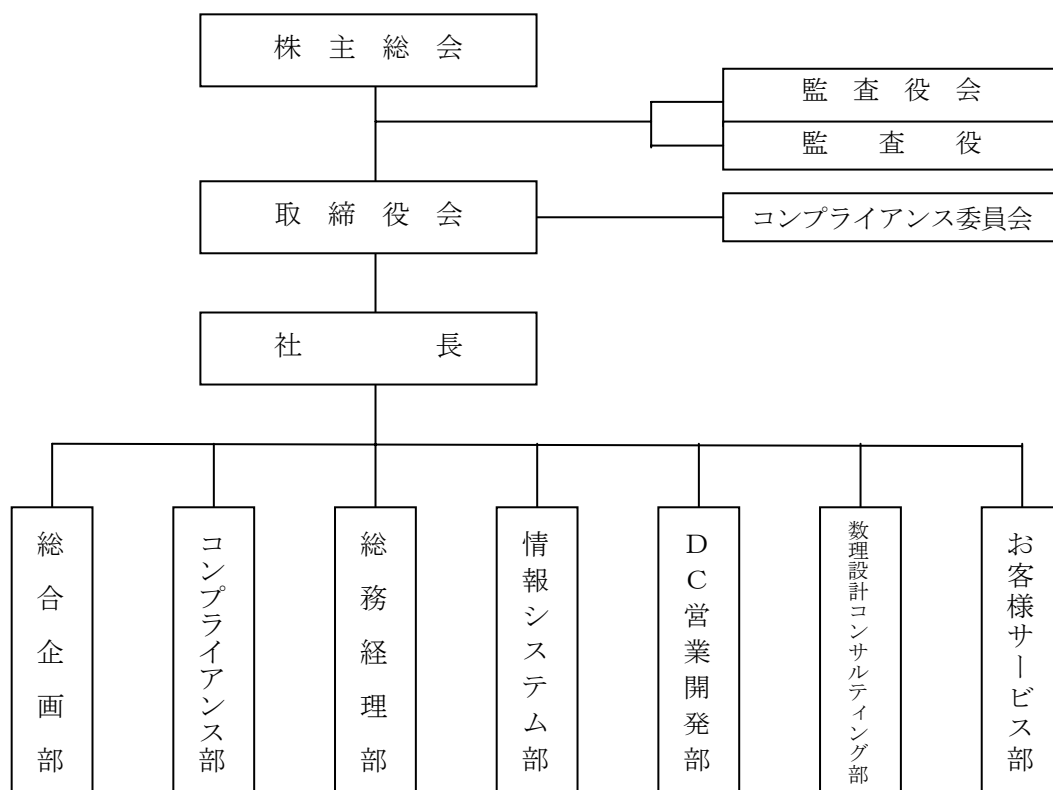 株主総会
監査役会
監査役
取締役会
コンプライアンス委員会
社長
総合企画部
コンプライアンス部
総務経理部
情報システム部
DC営業開発部
数理設計コンサルティング部
お客様サービス部